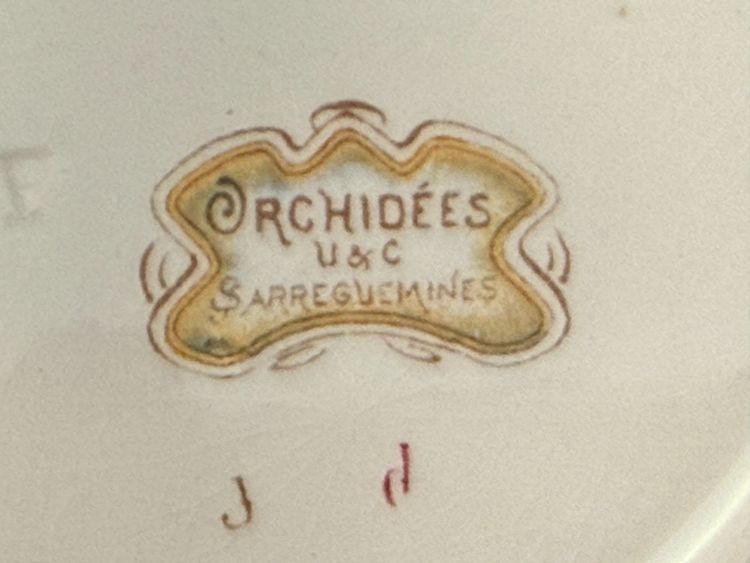 ORCHIDÉES
U & C
SARREGUEMINES
J d